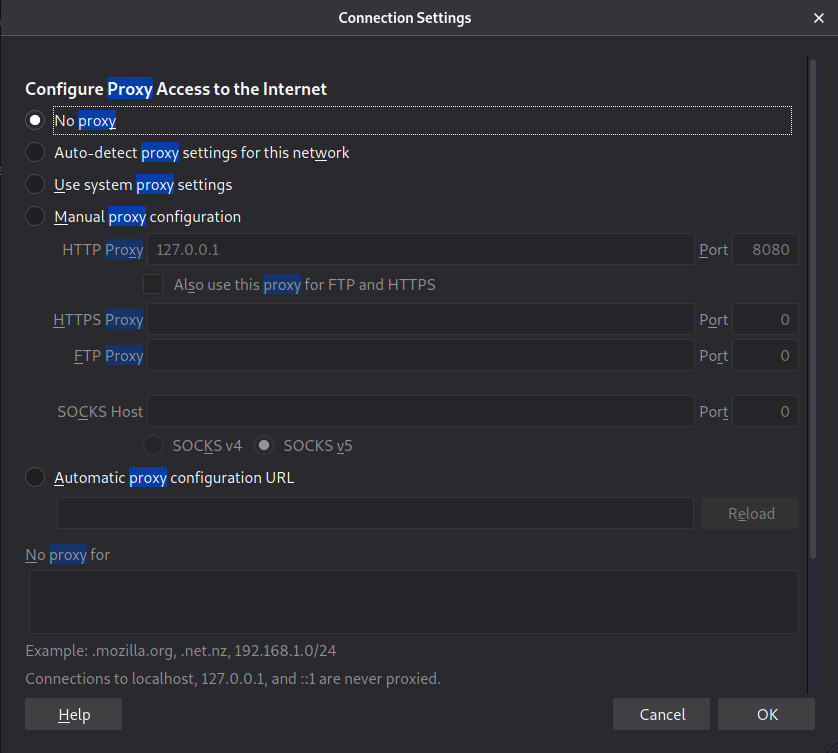 Connection Settings
Configure Proxy Access to the Internet
No proxy
Auto-detect proxy settings for this network
Use system proxy settings
Manual proxy configuration
HTTP Proxy 127.0.0.1 Port 8080
Also use this proxy for FTP and HTTPS
HTTPS Proxy Port 0
FTP Proxy Port 0
SOCKS Host Port 0
SOCKS v4 SOCKS v5
Automatic proxy configuration URL
Reload
No proxy for
Example: .mozilla.org, .net.nz, 192.168.1.0/24
Connections to localhost, 127.0.0.1, and ::1 are never proxied.
Help Cancel OK